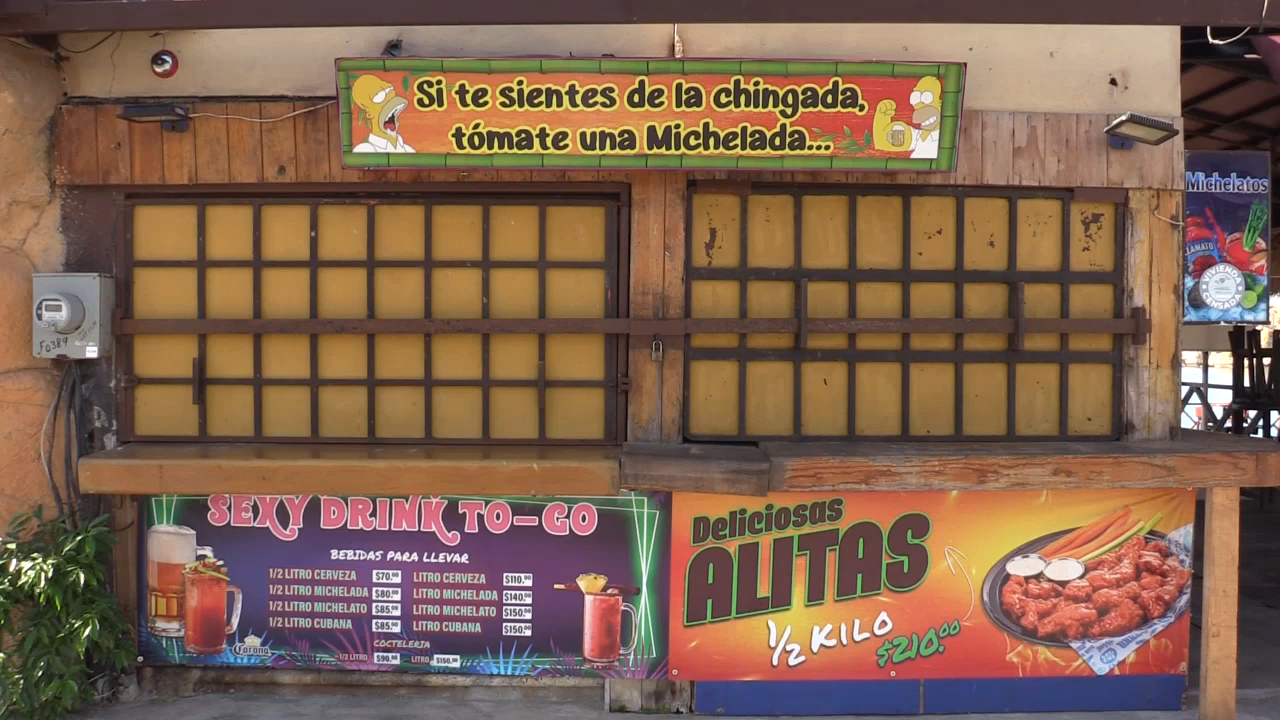 Si te sientes de la chingada,
tómate una Michelada...
Michelatos
VIVIENDA
CENSADA
F0389
SEXY DRINK TO-GO
BEBIDAS PARA LLEVAR
1/2 LITRO CERVEZA $70.00 LITRO CERVEZA $110.00
1/2 LITRO MICHELADA $80.00 LITRO MICHELADA $140.00
1/2 LITRO MICHELATO $85.00 LITRO MICHELATO $150.00
1/2 LITRO CUBANA $85.00 LITRO CUBANA $150.00
COCTELERIA
1/2 LITRO $90.00 LITRO $150.00
Corona
Deliciosas
ALITAS
1/2 KILO
$210.00